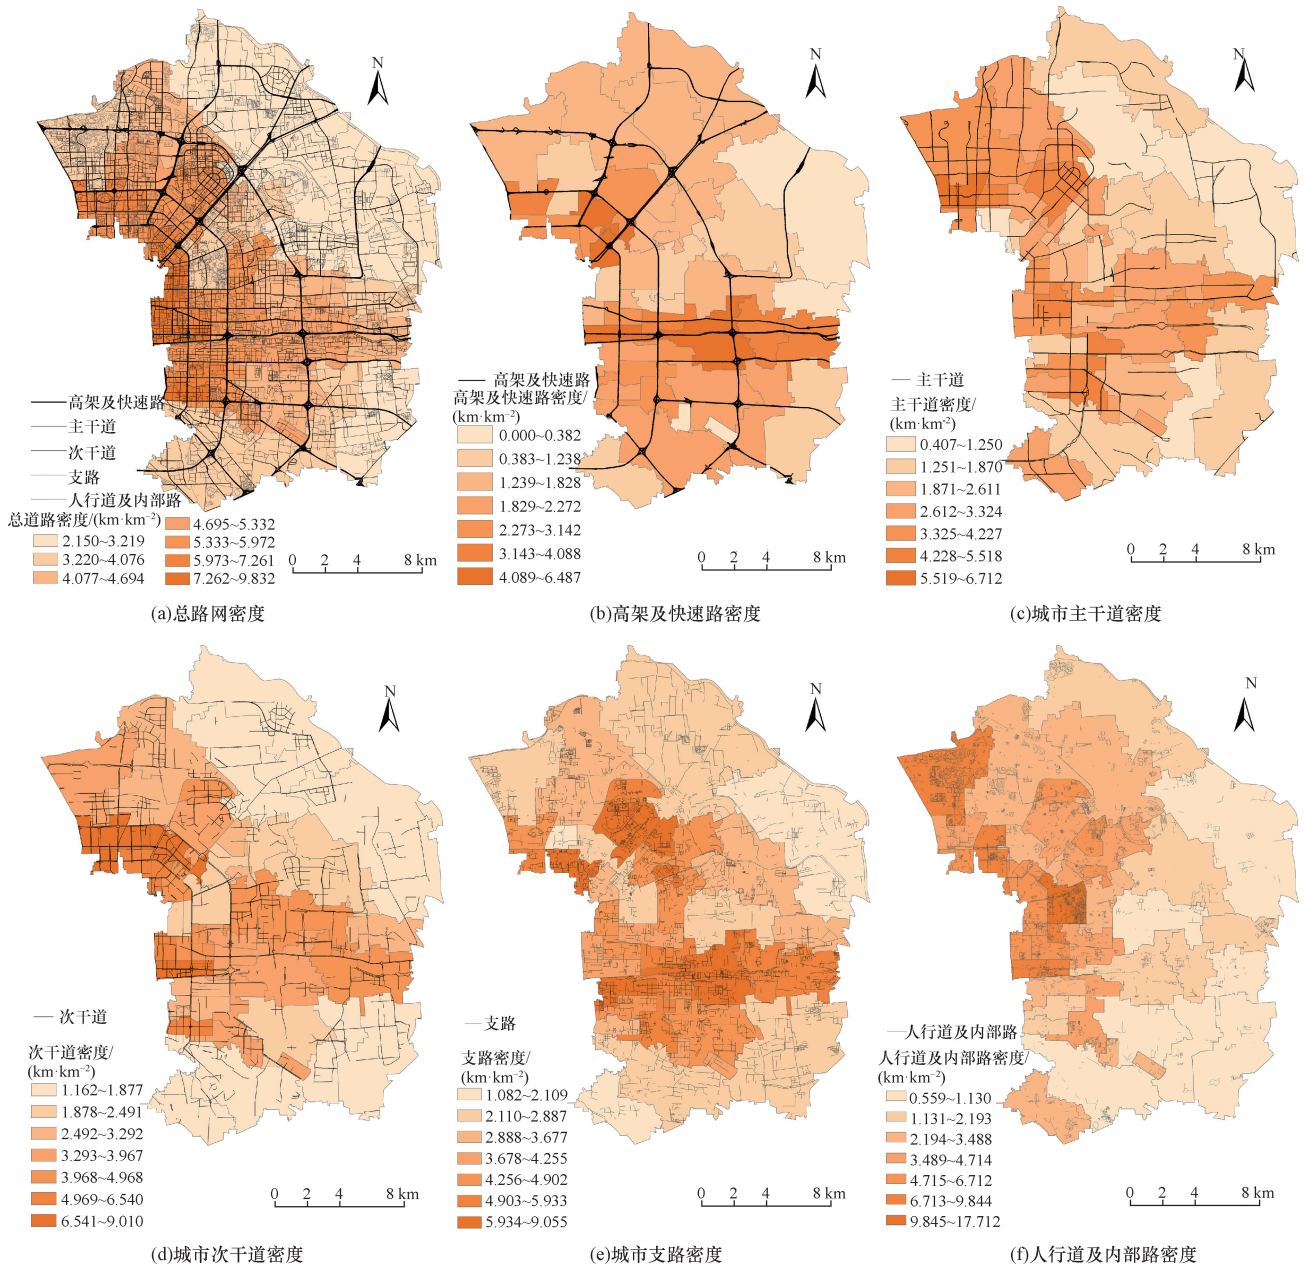 N
高架及快速路
主干道
次干道
支路
人行道及内部路
总道路密度/(km·km⁻²)
2.150~3.219
3.220~4.076
4.077~4.694
4.695~5.332
5.333~5.972
5.973~7.261
7.262~9.832
0 2 4 8 km
(a)总路网密度
N
高架及快速路
高架及快速路密度/
(km·km⁻²)
0.000~0.382
0.383~1.238
1.239~1.828
1.829~2.272
2.273~3.142
3.143~4.088
4.089~6.487
0 2 4 8 km
(b)高架及快速路密度
N
主干道
主干道密度/
(km·km⁻²)
0.407~1.250
1.251~1.870
1.871~2.611
2.612~3.324
3.325~4.227
4.228~5.518
5.519~6.712
0 2 4 8 km
(c)城市主干道密度
N
次干道
次干道密度/
(km·km⁻²)
1.162~1.877
1.878~2.491
2.492~3.292
3.293~3.967
3.968~4.968
4.969~6.540
6.541~9.010
0 2 4 8 km
(d)城市次干道密度
N
支路
支路密度/
(km·km⁻²)
1.082~2.109
2.110~2.887
2.888~3.677
3.678~4.255
4.256~4.902
4.903~5.933
5.934~9.055
0 2 4 8 km
(e)城市支路密度
N
人行道及内部路
人行道及内部路密度/
(km·km⁻²)
0.559~1.130
1.131~2.193
2.194~3.488
3.489~4.714
4.715~6.712
6.713~9.844
9.845~17.712
0 2 4 8 km
(f)人行道及内部路密度